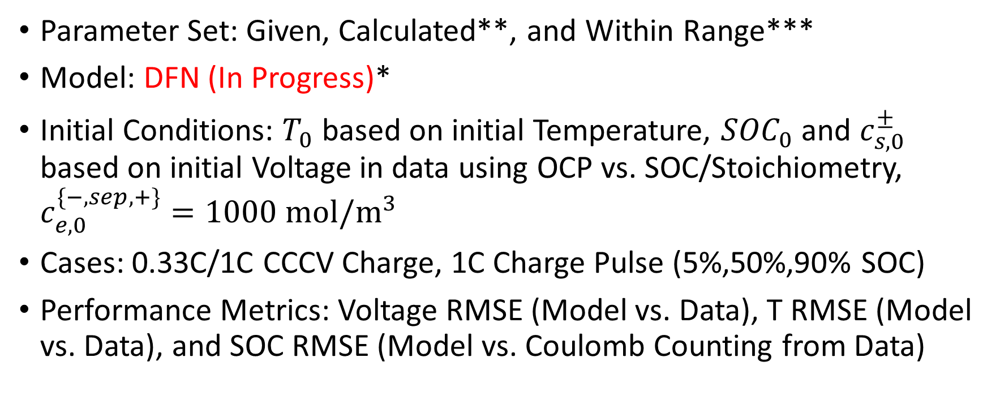 • Parameter Set: Given, Calculated**, and Within Range***
• Model: DFN (In Progress)*
• Initial Conditions: $T_0$ based on initial Temperature, $SOC_0$ and $c_{s,0}^{\pm}$
based on initial Voltage in data using OCP vs. SOC/Stoichiometry,
$c_{e,0}^{\{-,sep,+\}} = 1000 \text{ mol/m}^3$
• Cases: 0.33C/1C CCCV Charge, 1C Charge Pulse (5%,50%,90% SOC)
• Performance Metrics: Voltage RMSE (Model vs. Data), T RMSE (Model
vs. Data), and SOC RMSE (Model vs. Coulomb Counting from Data)